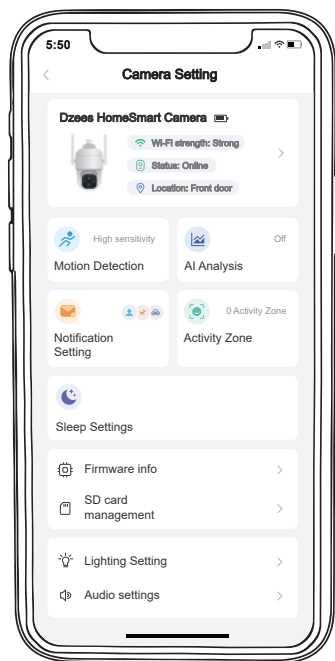 5:50
Camera Setting
Dzees HomeSmart Camera
Wi-Fi strength: Strong
Status: Online
Location: Front door
High sensitivity
Motion Detection
Off
AI Analysis
Notification
Setting
0 Activity Zone
Activity Zone
Sleep Settings
Firmware info
SD card
management
Lighting Setting
Audio settings